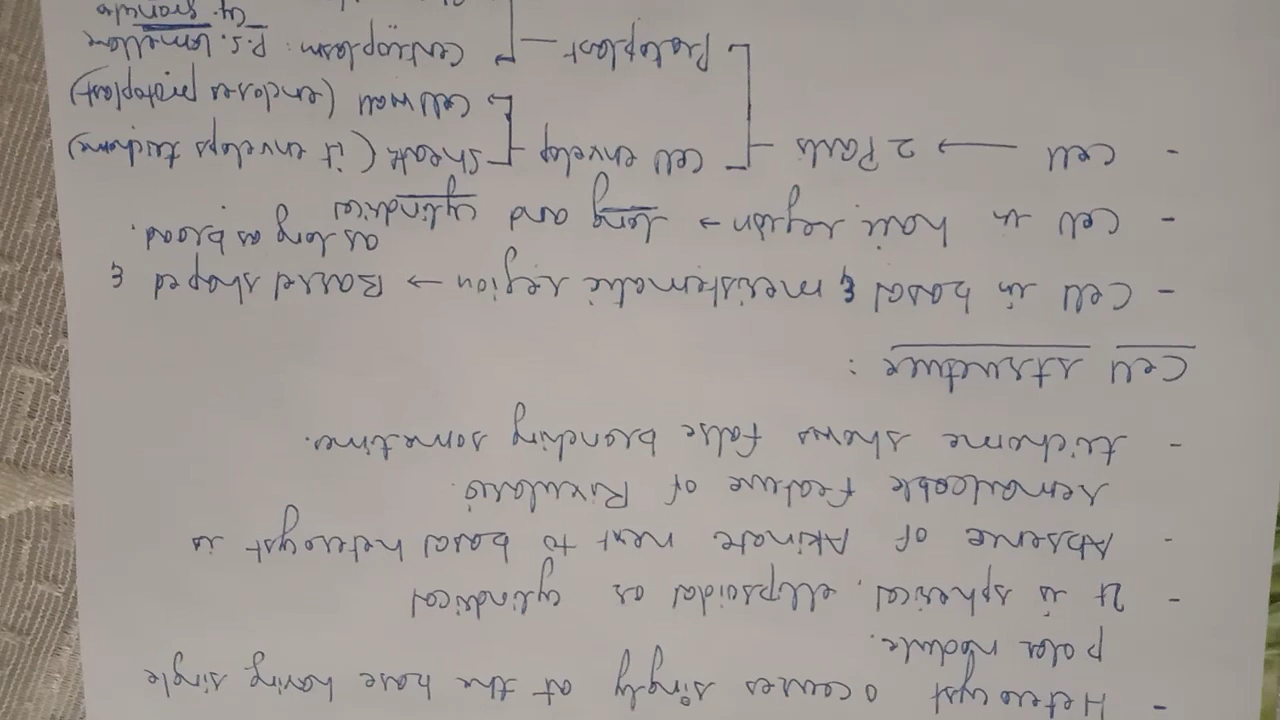 - Heterocyst occures singly at the base having single
polar nodule.
- It is spherical, ellipsoidal or cylindrical
- Absence of Akinate next to basal heterocyst is
remarkable feature of Rivularia.
- trichome shows false branching sometime.
Cell structure :
- Cell in basal & meristematic region → Barrel shaped &
as long as broad.
- Cell in hair region → long and cylindrical
- Cell → 2 Parts
Cell envelop
Sheath (it envelops trichome)
Cell wall (encloses protoplast)
Protoplast —
Centroplasm : P.S. lamellae
Cy. granules